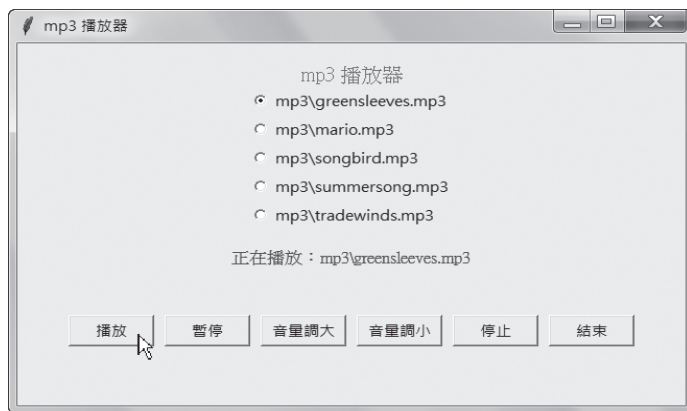 mp3 播放器
mp3 播放器
mp3\greensleeves.mp3
mp3\mario.mp3
mp3\songbird.mp3
mp3\summersong.mp3
mp3\tradewinds.mp3
正在播放：mp3\greensleeves.mp3
播放 暫停 音量調大 音量調小 停止 結束